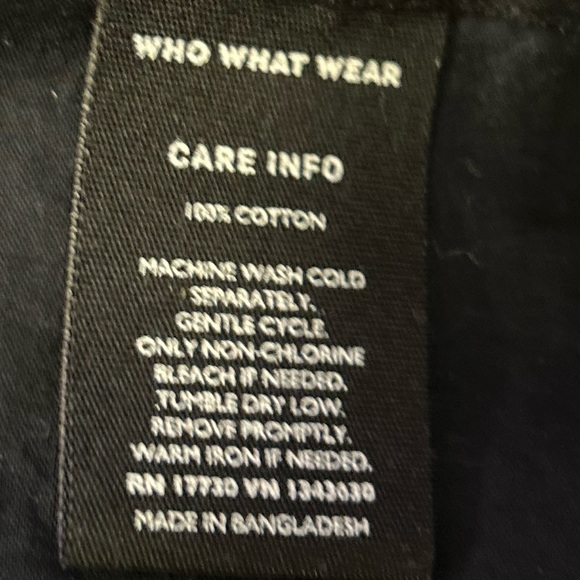 WHO WHAT WEAR
CARE INFO
100% COTTON
MACHINE WASH COLD
SEPARATELY.
GENTLE CYCLE.
ONLY NON-CHLORINE
BLEACH IF NEEDED.
TUMBLE DRY LOW.
REMOVE PROMPTLY.
WARM IRON IF NEEDED.
RN 17730 VN 1343630
MADE IN BANGLADESH